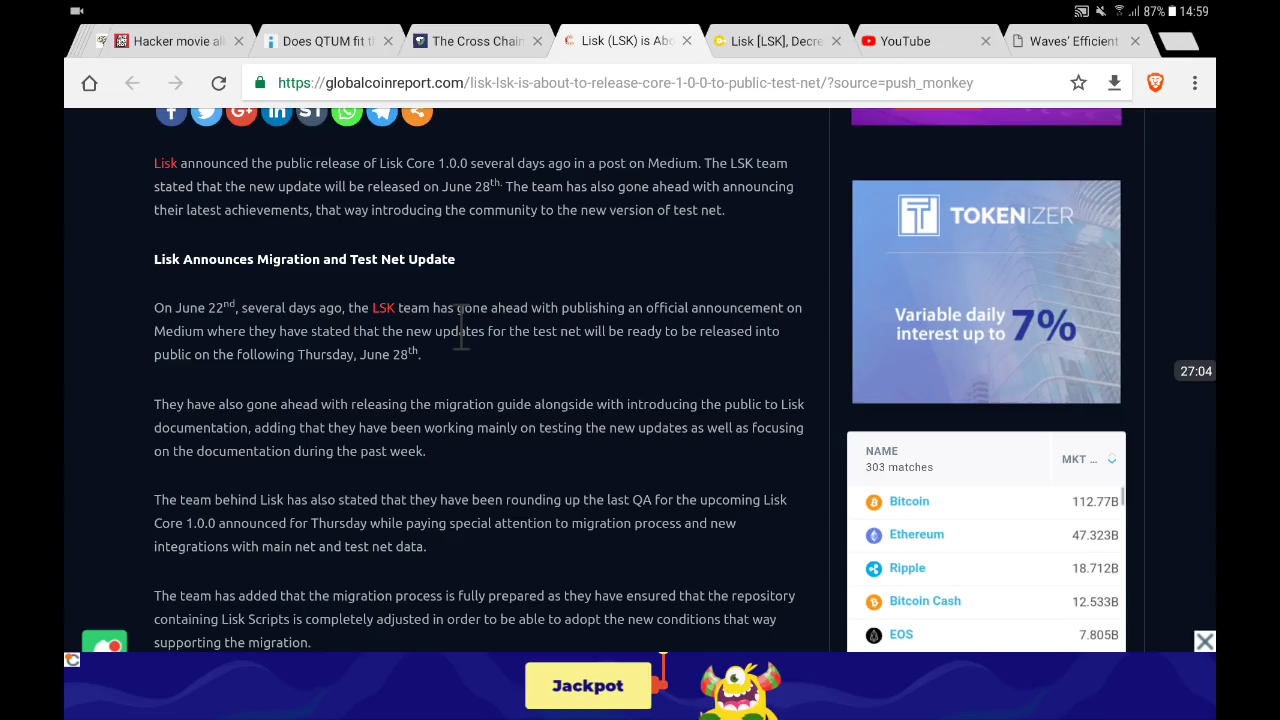 87% 14:59
Hacker movie al
Does QTUM fit th
The Cross Chain
Lisk (LSK) is Abo
Lisk [LSK], Decre
YouTube
Waves' Efficient
https://globalcoinreport.com/lisk-lsk-is-about-to-release-core-1-0-0-to-public-test-net/?source=push_monkey
Lisk announced the public release of Lisk Core 1.0.0 several days ago in a post on Medium. The LSK team
stated that the new update will be released on June 28th. The team has also gone ahead with announcing
their latest achievements, that way introducing the community to the new version of test net.
Lisk Announces Migration and Test Net Update
On June 22nd, several days ago, the LSK team has gone ahead with publishing an official announcement on
Medium where they have stated that the new updates for the test net will be ready to be released into
public on the following Thursday, June 28th.
They have also gone ahead with releasing the migration guide alongside with introducing the public to Lisk
documentation, adding that they have been working mainly on testing the new updates as well as focusing
on the documentation during the past week.
The team behind Lisk has also stated that they have been rounding up the last QA for the upcoming Lisk
Core 1.0.0 announced for Thursday while paying special attention to migration process and new
integrations with main net and test net data.
The team has added that the migration process is fully prepared as they have ensured that the repository
containing Lisk Scripts is completely adjusted in order to be able to adopt the new conditions that way
supporting the migration.
TOKENIZER
Variable daily
interest up to 7%
27:04
NAME
303 matches
MKT ...
Bitcoin 112.77B
Ethereum 47.323B
Ripple 18.712B
Bitcoin Cash 12.533B
EOS 7.805B
Jackpot